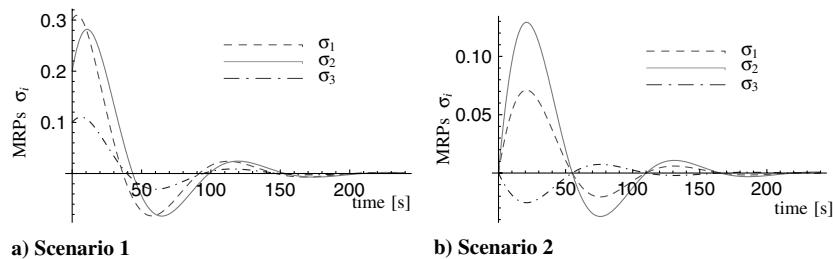 0.3
0.2
0.1
MRPs σi
σ1
σ2
σ3
50
100
150
200
time [s]
a) Scenario 1
0.10
0.05
MRPs σi
σ1
σ2
σ3
50
100
150
200
time [s]
b) Scenario 2